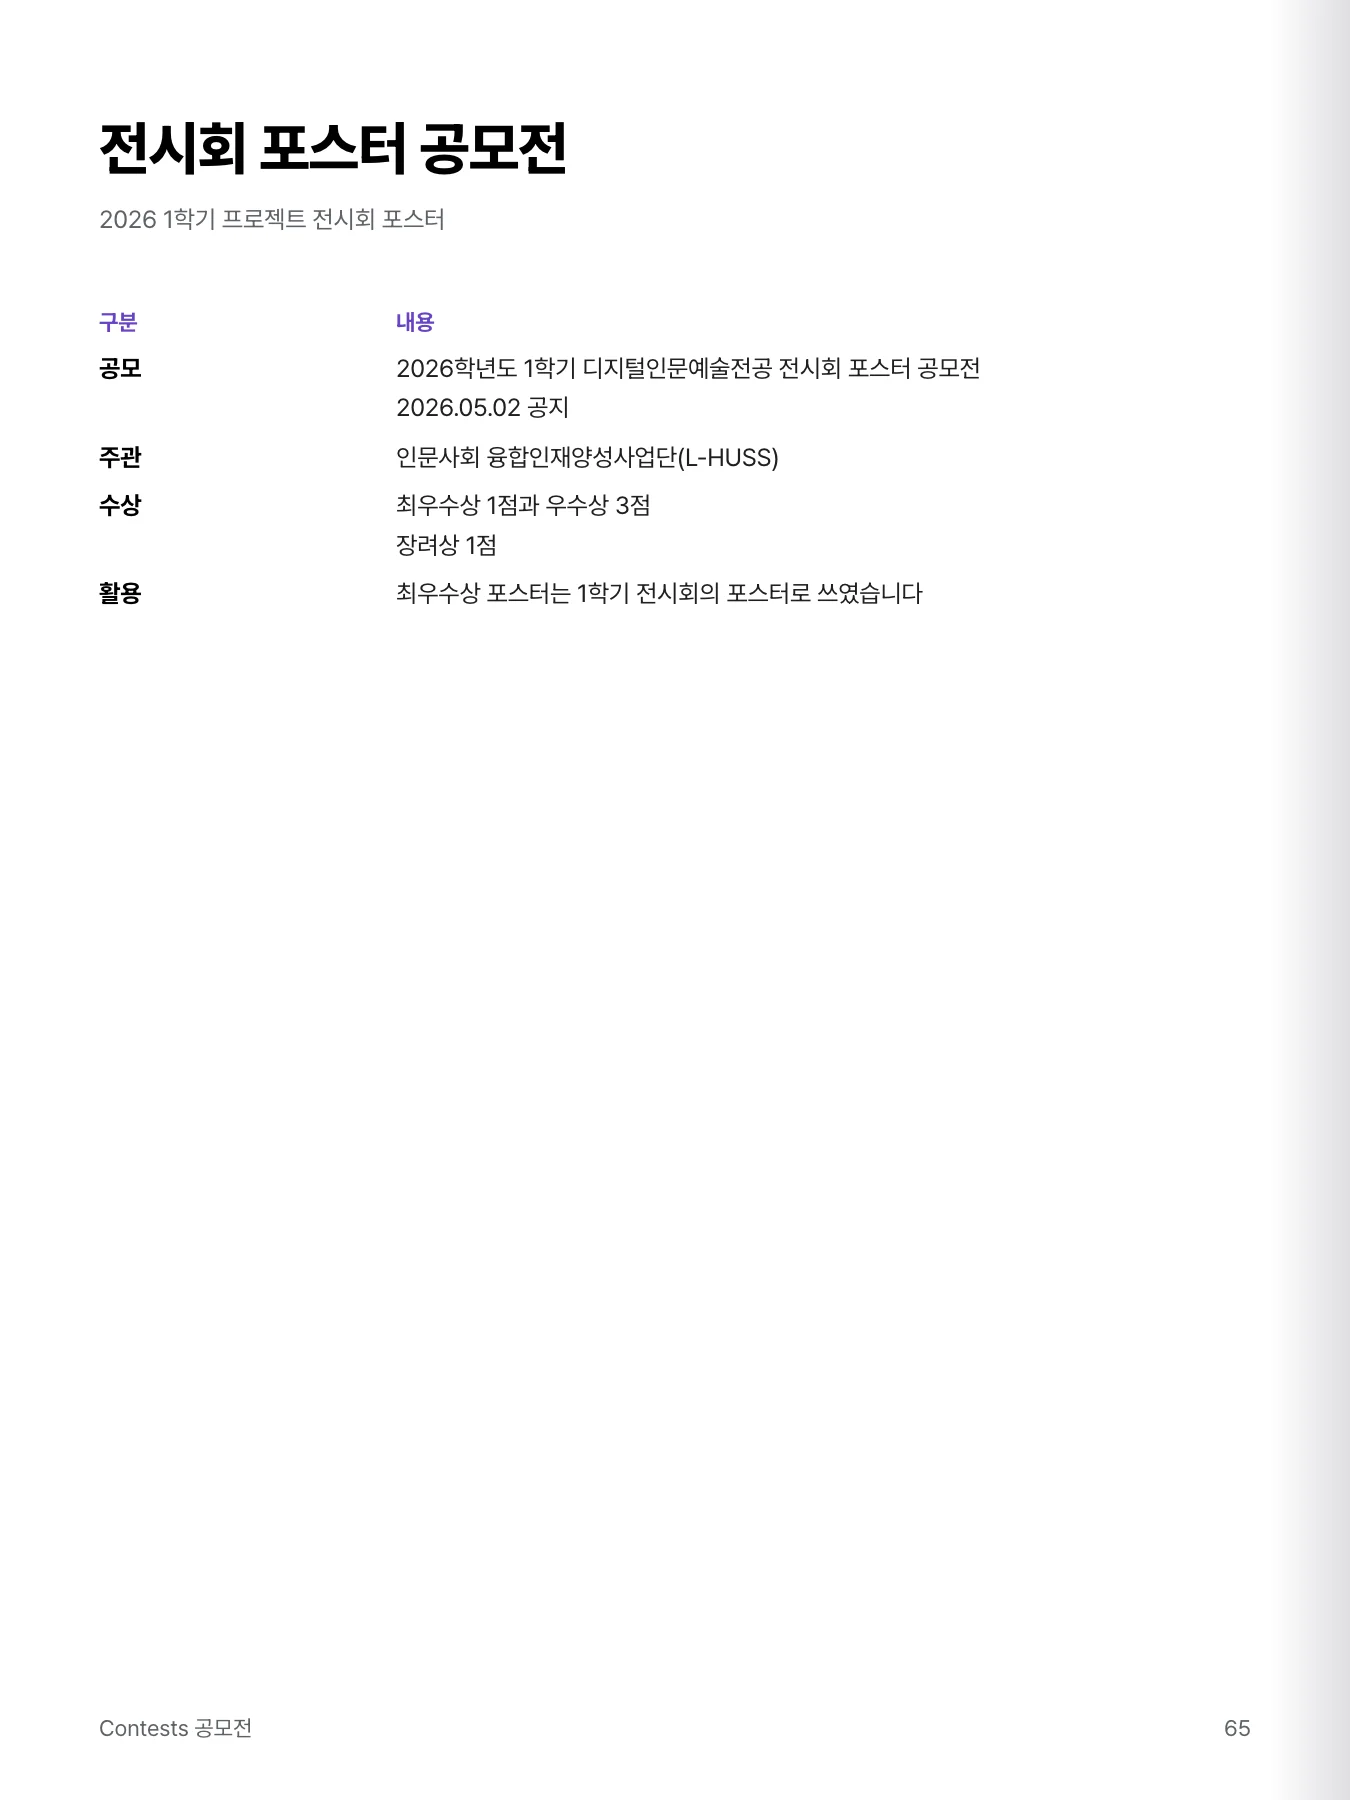 전시회 포스터 공모전
2026 1학기 프로젝트 전시회 포스터
구분 내용
공모 2026학년도 1학기 디지털인문예술전공 전시회 포스터 공모전
2026.05.02 공지
주관 인문사회 융합인재양성사업단(L-HUSS)
수상 최우수상 1점과 우수상 3점
장려상 1점
활용 최우수상 포스터는 1학기 전시회의 포스터로 쓰였습니다
Contests 공모전 65